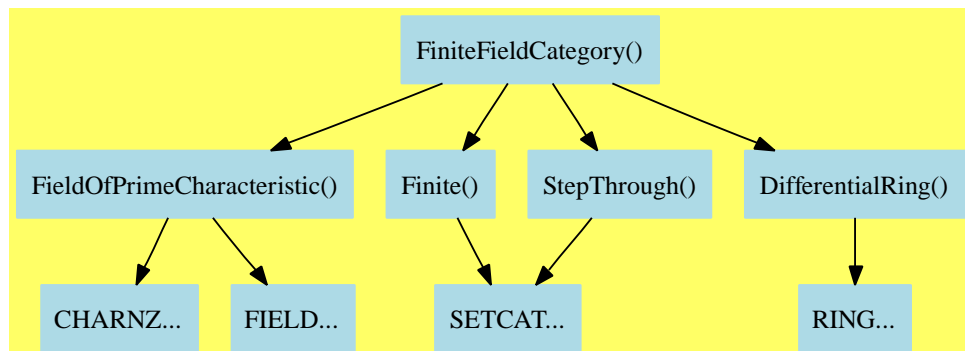 FiniteFieldCategory()
FieldOfPrimeCharacteristic()
Finite()
StepThrough()
DifferentialRing()
CHARNZ...
FIELD...
SETCAT...
RING...